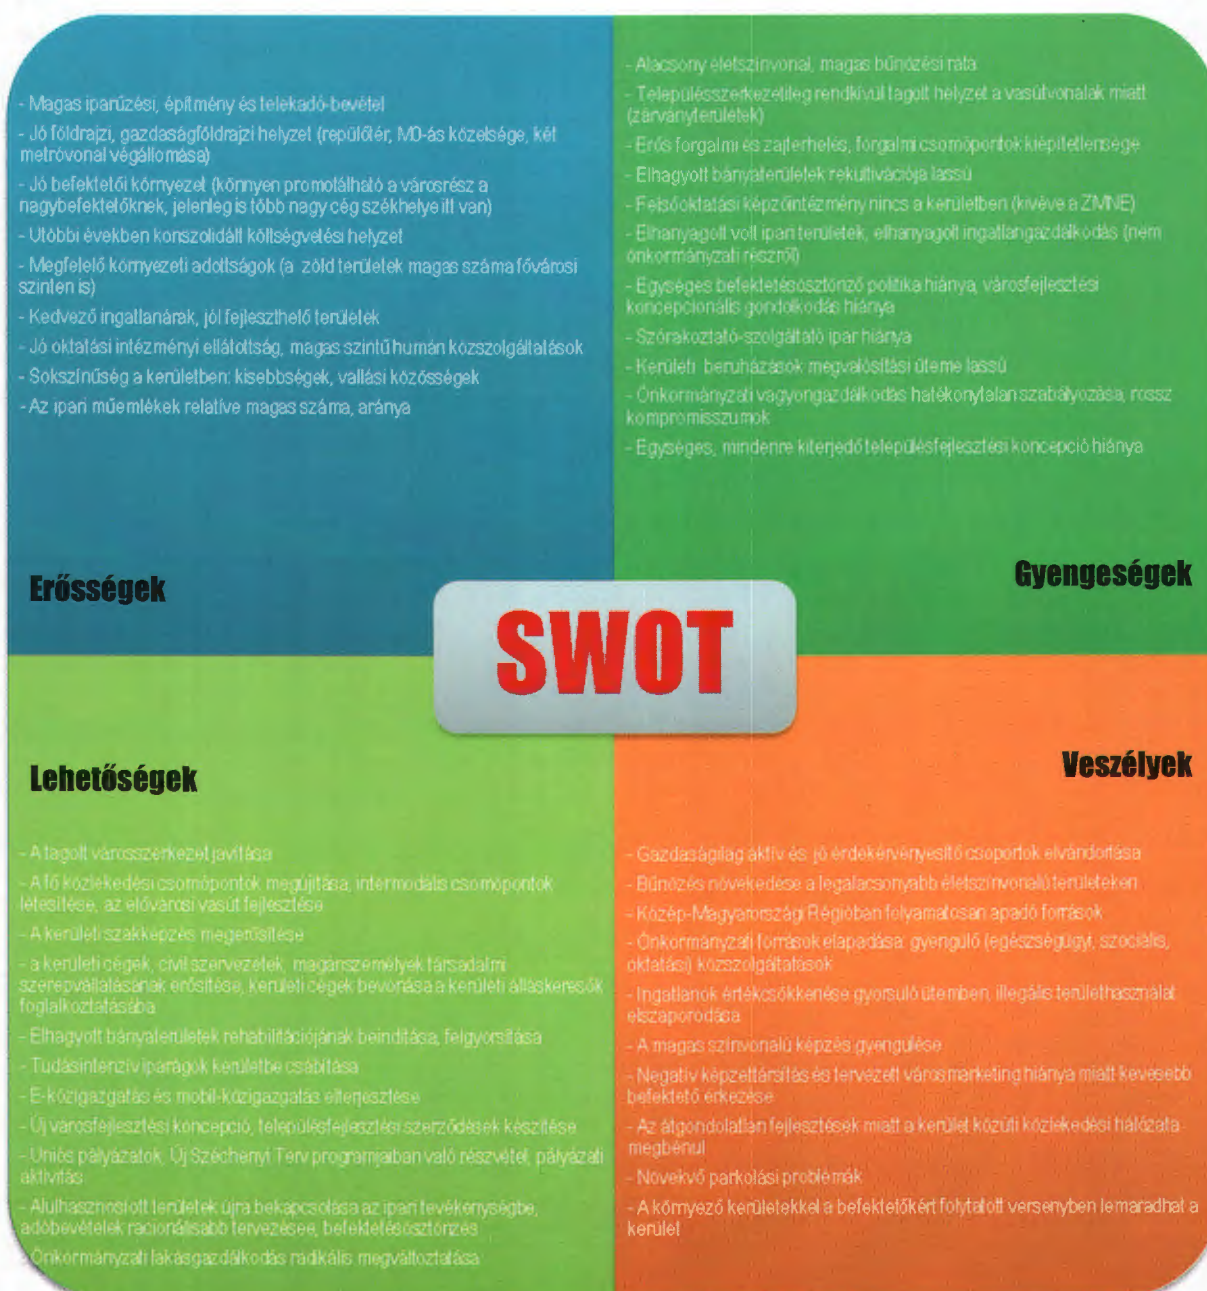 - Magas iparűzési, építmény és telekadó-bevétel
- Jó földrajzi, gazdaságföldrajzi helyzet (repülőtér, M0-ás közelsége, két
metróvonal végállomása)
- Jó befektetői környezet (könnyen promotálható a városrész a
nagybefektetőknek, jelenleg is több nagy cég székhelye itt van)
- Utóbbi években konszolidált költségvetési helyzet
- Megfelelő környezeti adottságok (a zöld területek magas száma fővárosi
szinten is)
- Kedvező ingatlanárak, jól fejleszthető területek
- Jó oktatási intézményi ellátottság, magas szintű humán közszolgáltatások
- Sokszínűség a kerületben: kisebbségek, vallási közösségek
- Az ipari műemlékek relatíve magas száma, aránya
Erősségek
- Alacsony életszínvonal, magas bűnözési ráta
- Településszerkezetileg rendkívül tagolt helyzet a vasútvonalak miatt
(zárványterületek)
- Erős forgalmi és zajterhelés, forgalmi csomópontok kiépítetlensége
- Elhagyott bányaterületek rekultivációja lassú
- Felsőoktatási képzőintézmény nincs a kerületben (kivéve a ZMNE)
- Elhanyagolt volt ipari területek, elhanyagolt ingatlangazdálkodás (nem
önkormányzati részről)
- Egységes befektetésösztönző politika hiánya, városfejlesztési
koncepcionális gondolkodás hiánya
- Szórakoztató-szolgáltató ipar hiánya
- Kerületi beruházások megvalósítási üteme lassú
- Önkormányzati vagyongazdálkodás hatékonytalan szabályozása, rossz
kompromisszumok
- Egységes, mindenre kiterjedő településfejlesztési koncepció hiánya
Gyengeségek
SWOT
Lehetőségek
- A tagolt városszerkezet javítása
- A fő közlekedési csomópontok megújítása, intermodális csomópontok
létesítése, az elővárosi vasút fejlesztése
- A kerületi szakképzés megerősítése
- a kerületi cégek, civil szervezetek, magánszemélyek társadalmi
szerepvállalásának erősítése, kerületi cégek bevonása a kerületi álláskeresők
foglalkoztatásába
- Elhagyott bányaterületek rehabilitációjának beindítása, felgyorsítása
- Tudásintenzív iparágok kerületbe csábítása
- E-közigazgatás és mobil-közigazgatás elterjesztése
- Új városfejlesztési koncepció, településfejlesztési szerződések készítése
- Uniós pályázatok, Új Széchenyi Terv programjaiban való részvétel, pályázati
aktivitás
- Alulhasznosított területek újra bekapcsolása az ipari tevékenységbe,
adóbevételek racionálisabb tervezésee, befektetésösztönzés
- Önkormányzati lakásgazdálkodás radikális megváltoztatása
Veszélyek
- Gazdaságilag aktív és jó érdekérvényesítő csoportok elvándorlása
- Bűnözés növekedése a legalacsonyabb életszínvonalú területeken
- Közép-Magyarországi Régióban folyamatosan apadó források
- Önkormányzati források elapadása: gyengülő (egészségügyi, szociális,
oktatási) közszolgáltatások
- Ingatlanok értékcsökkenése gyorsuló ütemben, illegális területhasználat
elszaporodása
- A magas színvonalú képzés gyengülése
- Negatív képzettársítás és tervezett városmarketing hiánya miatt kevesebb
befektető érkezése
- Az átgondolatlan fejlesztések miatt a kerület közúti közlekedési hálózata
megbénul
- Növekvő parkolási problémák
- A környező kerületekkel a befektetőkért folytatott versenyben lemaradhat a
kerület